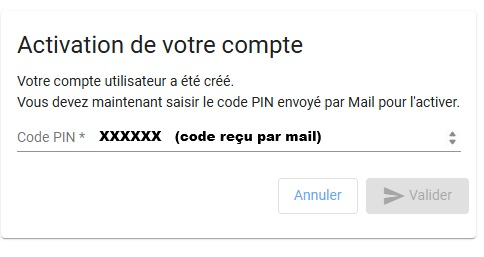 Activation de votre compte
Votre compte utilisateur a été créé.
Vous devez maintenant saisir le code PIN envoyé par Mail pour l'activer.
Code PIN * XXXXXX (code reçu par mail)
Annuler Valider